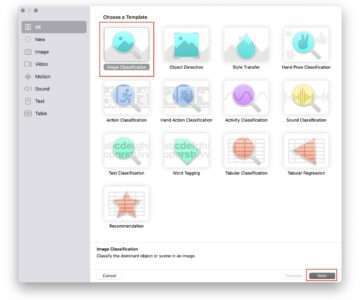 Choose a Template
All
New
Image
Video
Motion
Sound
Text
Table
Image Classification
Object Detection
Style Transfer
Hand Pose Classification
Action Classification
Hand Action Classification
Activity Classification
Sound Classification
Text Classification
Word Tagging
Tabular Classification
Tabular Regression
Recommendation
Image Classification
Classify the dominant object or scene in an image.
Cancel
Previous
Next